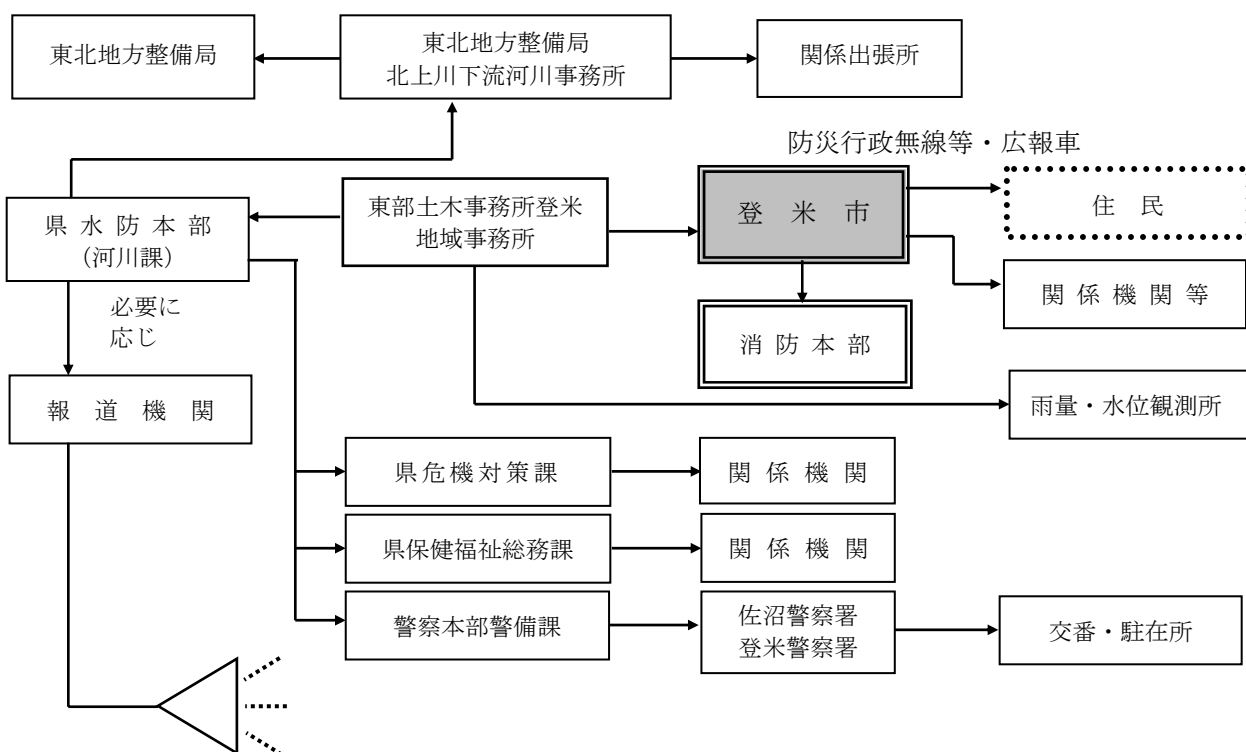 東北地方整備局
東北地方整備局
北上川下流河川事務所
関係出張所
防災行政無線等・広報車
県水防本部
(河川課)
東部土木事務所登米
地域事務所
登米市
住民
関係機関等
必要に
応じ
消防本部
報道機関
雨量・水位観測所
県危機対策課
関係機関
県保健福祉総務課
関係機関
警察本部警備課
佐沼警察署
登米警察署
交番・駐在所